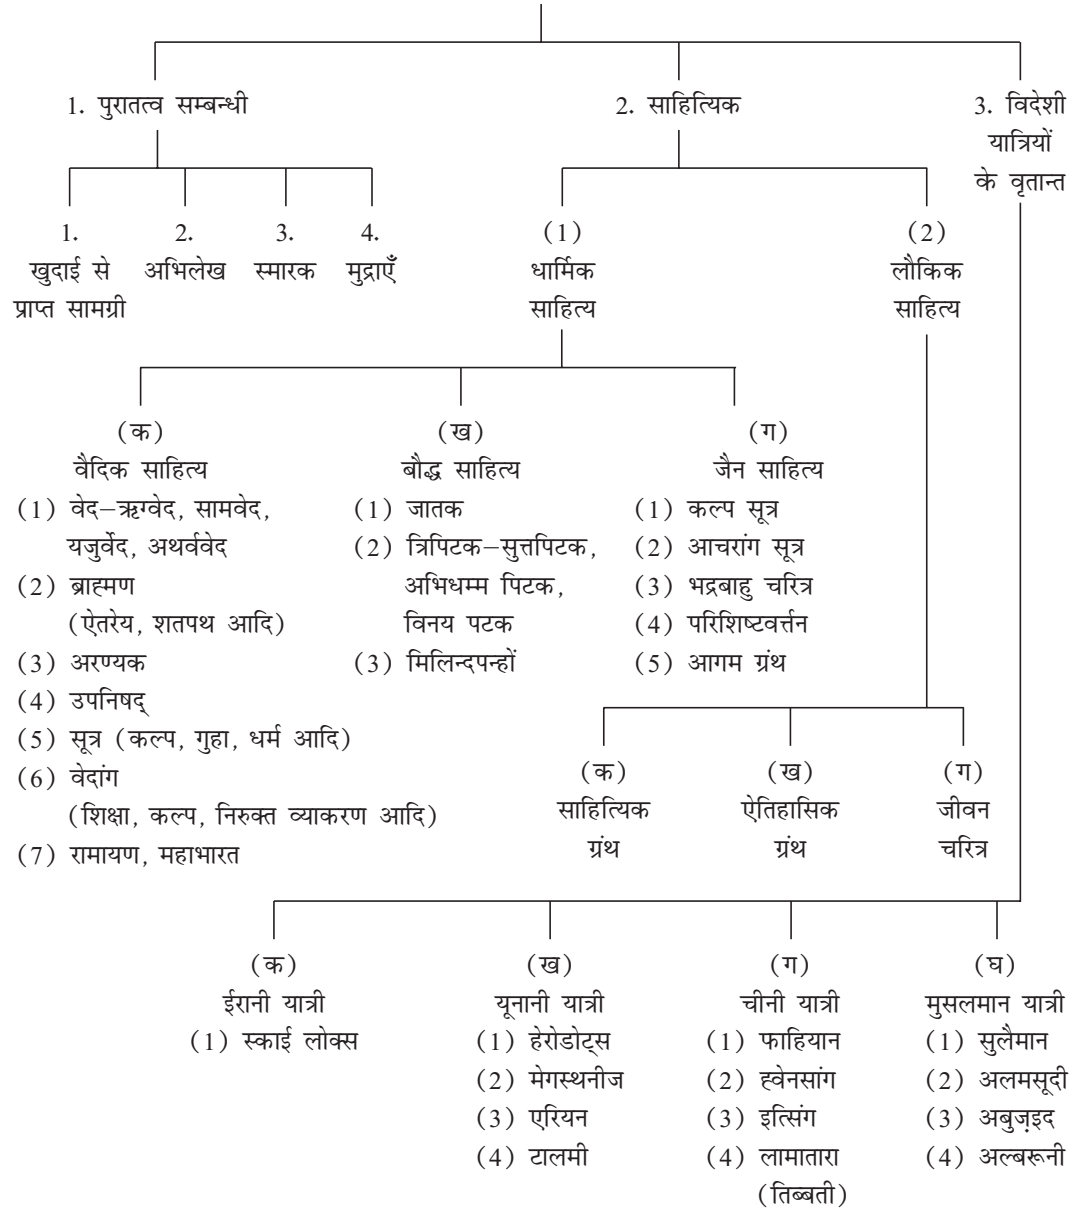 1. पुरातत्व सम्बन्धी
2. साहित्यिक
3. विदेशी
यात्रियों
के वृतान्त
1.
खुदाई से
प्राप्त सामग्री
2.
अभिलेख
3.
स्मारक
4.
मुद्राएँ
(1)
धार्मिक
साहित्य
(2)
लौकिक
साहित्य
(क)
वैदिक साहित्य
(1) वेद–ऋग्वेद, सामवेद,
यजुर्वेद, अथर्ववेद
(2) ब्राह्मण
(ऐतरेय, शतपथ आदि)
(3) अरण्यक
(4) उपनिषद्
(5) सूत्र (कल्प, गुहा, धर्म आदि)
(6) वेदांग
(शिक्षा, कल्प, निरुक्त व्याकरण आदि)
(7) रामायण, महाभारत
(ख)
बौद्ध साहित्य
(1) जातक
(2) त्रिपिटक–सुत्तपिटक,
अभिधम्म पिटक,
विनय पटक
(3) मिलिन्दपन्हों
(ग)
जैन साहित्य
(1) कल्प सूत्र
(2) आचरांग सूत्र
(3) भद्रबाहु चरित्र
(4) परिशिष्टवर्त्तन
(5) आगम ग्रंथ
(क)
साहित्यिक
ग्रंथ
(ख)
ऐतिहासिक
ग्रंथ
(ग)
जीवन
चरित्र
(क)
ईरानी यात्री
(1) स्काई लोक्स
(ख)
यूनानी यात्री
(1) हेरोडोट्स
(2) मेगस्थनीज
(3) एरियन
(4) टालमी
(ग)
चीनी यात्री
(1) फाहियान
(2) ह्वेनसांग
(3) इत्सिंग
(4) लामातारा
(तिब्बती)
(घ)
मुसलमान यात्री
(1) सुलैमान
(2) अलमसूदी
(3) अबुज़इद
(4) अल्बरूनी